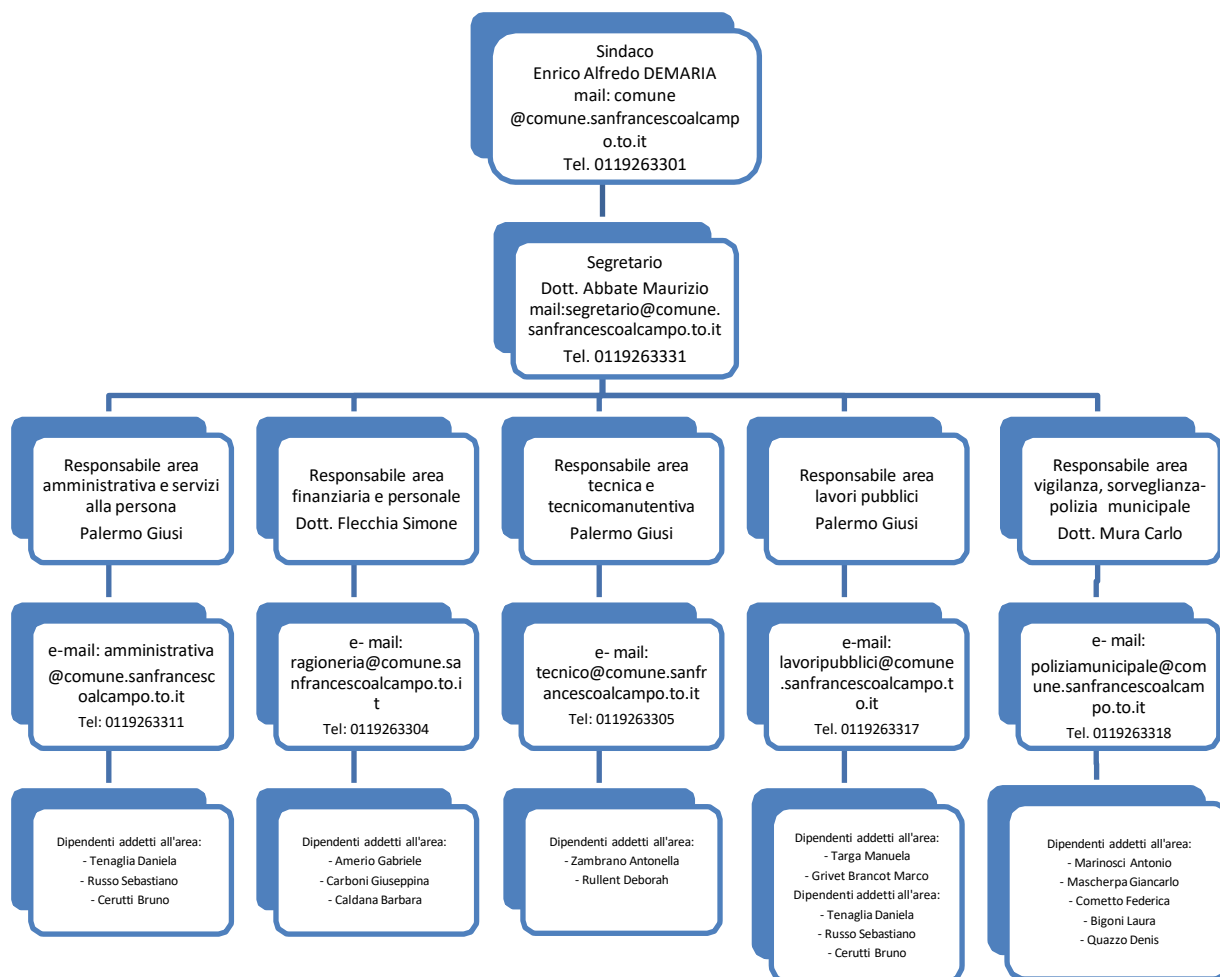 Sindaco
Enrico Alfredo DEMARIA
mail: comune
@comune.sanfrancescoalcamp
o.to.it
Tel. 0119263301
Segretario
Dott. Abbate Maurizio
mail:segretario@comune.
sanfrancescoalcampo.to.it
Tel. 0119263331
Responsabile area
amministrativa e servizi
alla persona
Palermo Giusi
Responsabile area
finanziaria e personale
Dott. Flecchia Simone
Responsabile area
tecnica e
tecnicomanutentiva
Palermo Giusi
Responsabile area
lavori pubblici
Palermo Giusi
Responsabile area
vigilanza, sorveglianza-
polizia municipale
Dott. Mura Carlo
e-mail: amministrativa
@comune.sanfrancesc
oalcampo.to.it
Tel: 0119263311
e- mail:
ragioneria@comune.sa
nfrancescoalcampo.to.i
t
Tel: 0119263304
e- mail:
tecnico@comune.sanfr
ancescoalcampo.to.it
Tel: 0119263305
e-mail:
lavoripubblici@comune
.sanfrancescoalcampo.t
o.it
Tel. 0119263317
e- mail:
poliziamunicipale@com
une.sanfrancescoalcam
po.to.it
Tel. 0119263318
Dipendenti addetti all'area:
- Tenaglia Daniela
- Russo Sebastiano
- Cerutti Bruno
Dipendenti addetti all'area:
- Amerio Gabriele
- Carboni Giuseppina
- Caldana Barbara
Dipendenti addetti all'area:
- Zambrano Antonella
- Rullent Deborah
Dipendenti addetti all'area:
- Targa Manuela
- Grivet Brancot Marco
Dipendenti addetti all'area:
- Tenaglia Daniela
- Russo Sebastiano
- Cerutti Bruno
Dipendenti addetti all'area:
- Marinosci Antonio
- Mascherpa Giancarlo
- Cometto Federica
- Bigoni Laura
- Quazzo Denis